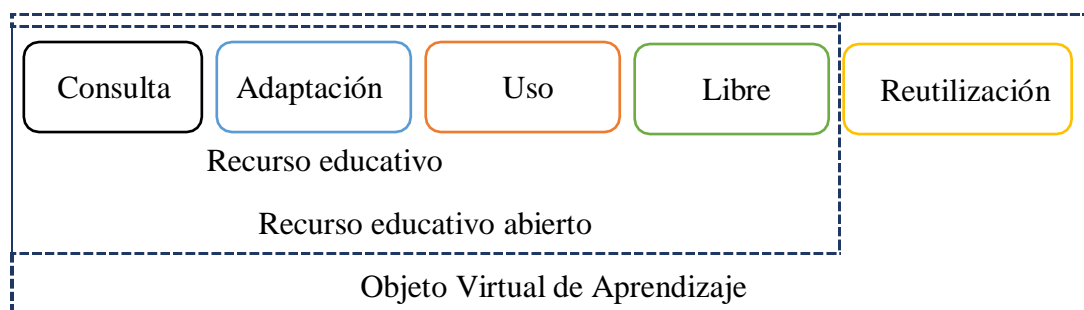 Consulta Adaptación Uso Libre Reutilización
Recurso educativo
Recurso educativo abierto
Objeto Virtual de Aprendizaje